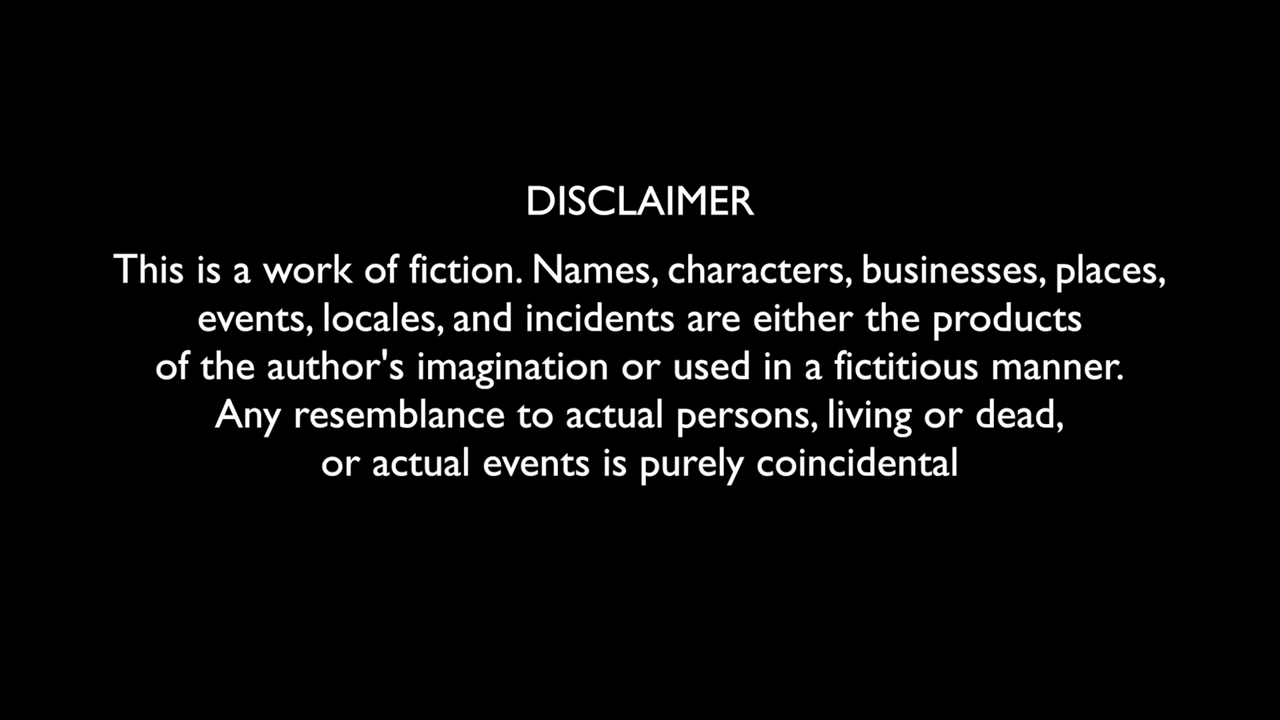 DISCLAIMER
This is a work of fiction. Names, characters, businesses, places,
events, locales, and incidents are either the products
of the author's imagination or used in a fictitious manner.
Any resemblance to actual persons, living or dead,
or actual events is purely coincidental